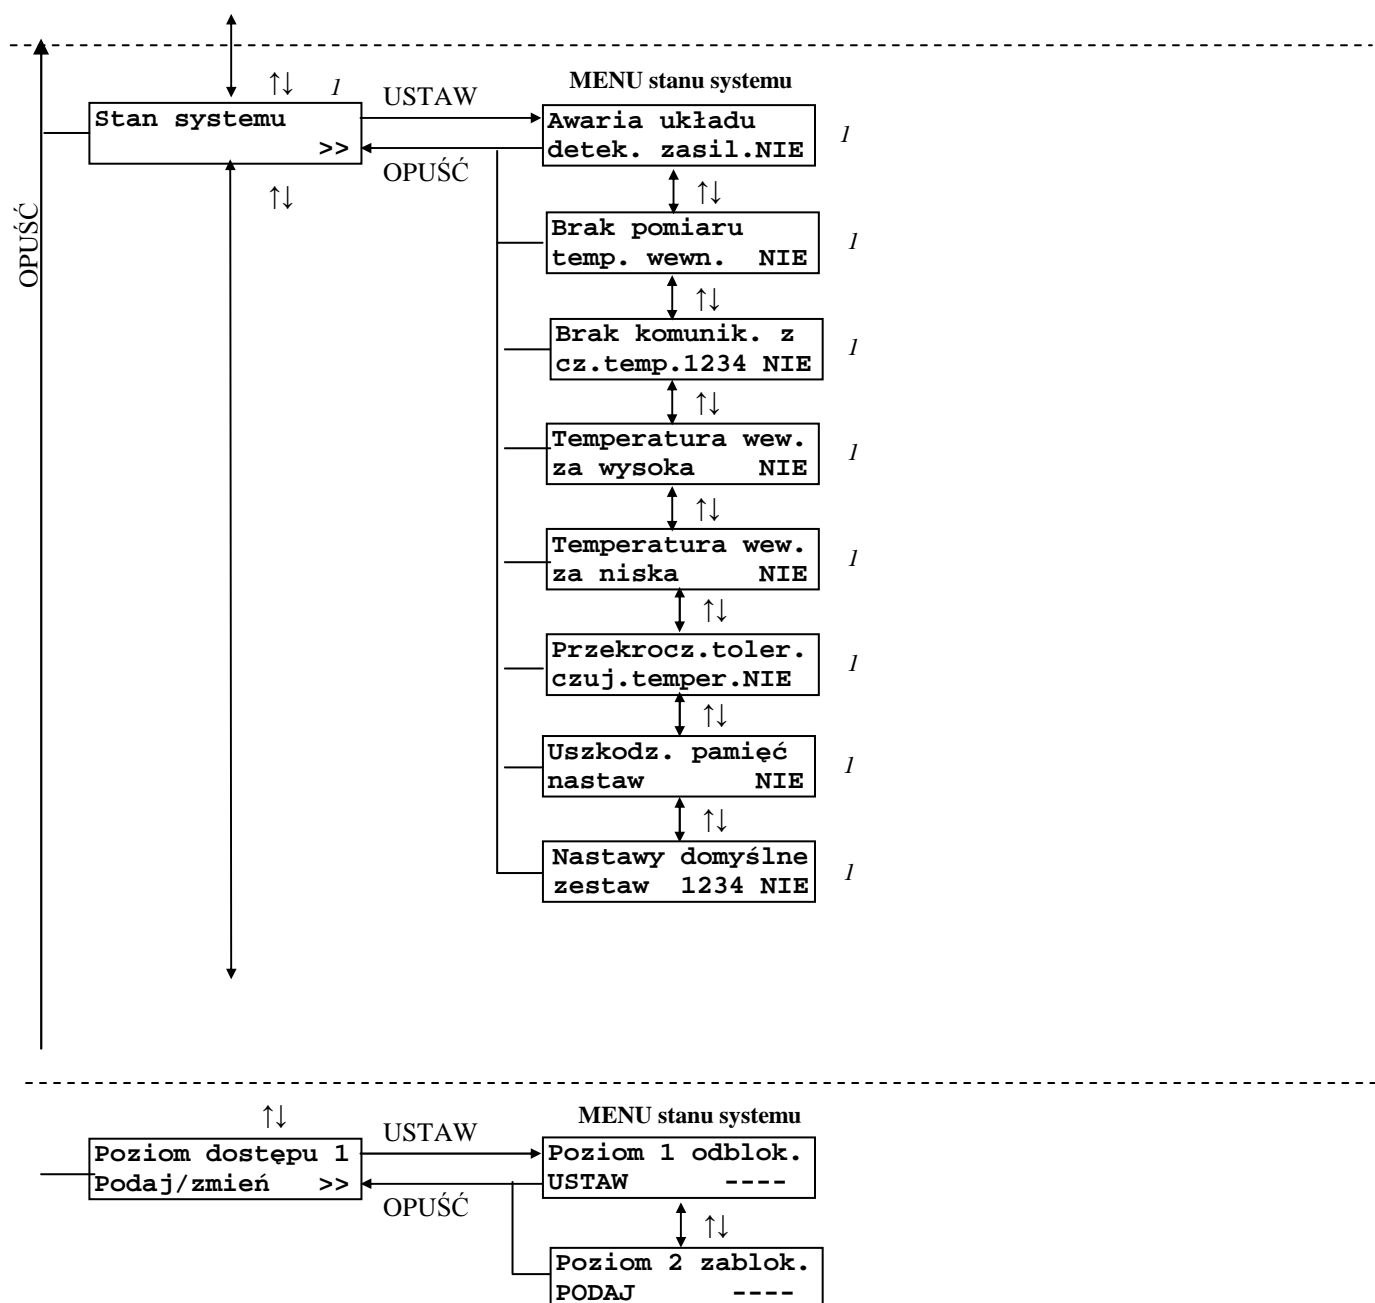 ↑↓ 1
USTAW
MENU stanu systemu
Stan systemu
>>
OPUŚĆ
↑↓
OPUŚĆ
Awaria układu
detek. zasil.NIE
1
↑↓
Brak pomiaru
temp. wewn. NIE
1
↑↓
Brak komunik. z
cz.temp.1234 NIE
1
↑↓
Temperatura wew.
za wysoka NIE
1
↑↓
Temperatura wew.
za niska NIE
1
↑↓
Przekrocz.toler.
czuj.temper.NIE
1
↑↓
Uszkodz. pamięć
nastaw NIE
1
↑↓
Nastawy domyślne
zestaw 1234 NIE
1
↑↓
USTAW
MENU stanu systemu
Poziom dostępu 1
Podaj/zmień >>
OPUŚĆ
Poziom 1 odblok.
USTAW ----
↑↓
Poziom 2 zablok.
PODAJ ----